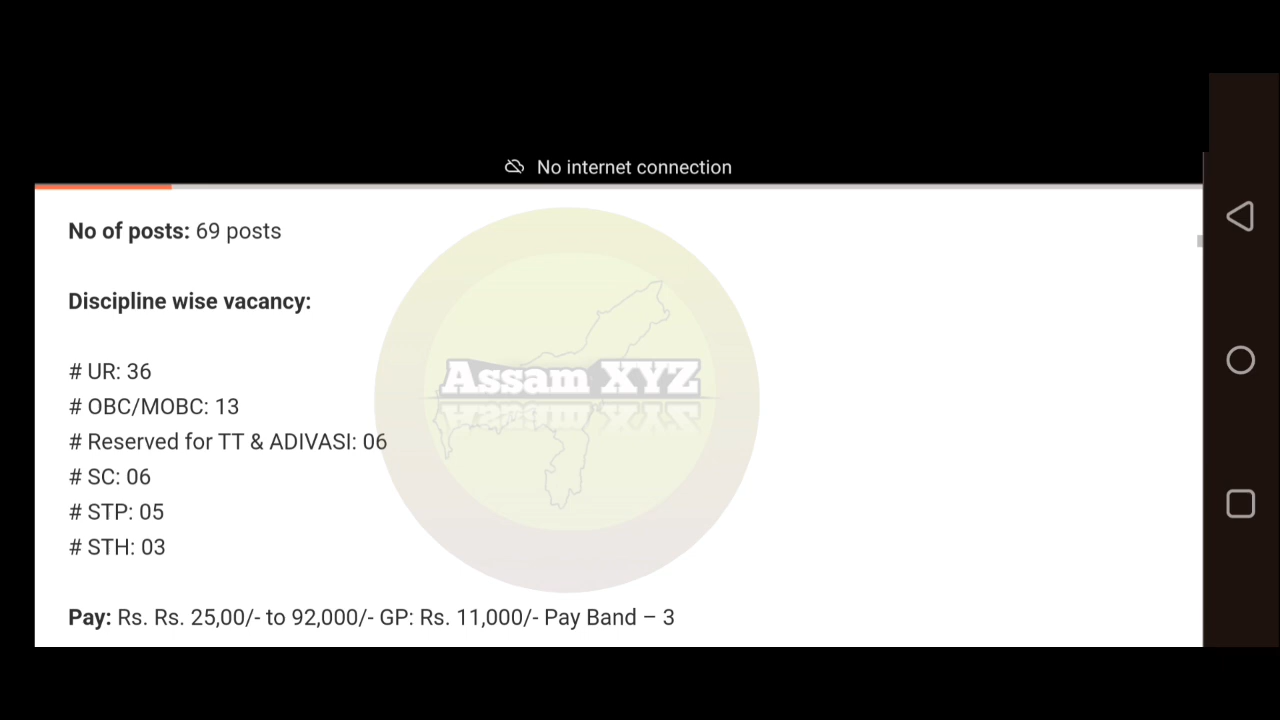 No internet connection
No of posts: 69 posts
Discipline wise vacancy:
# UR: 36
# OBC/MOBC: 13
# Reserved for TT & ADIVASI: 06
# SC: 06
# STP: 05
# STH: 03
Pay: Rs. Rs. 25,00/- to 92,000/- GP: Rs. 11,000/- Pay Band – 3
Assam XYZ